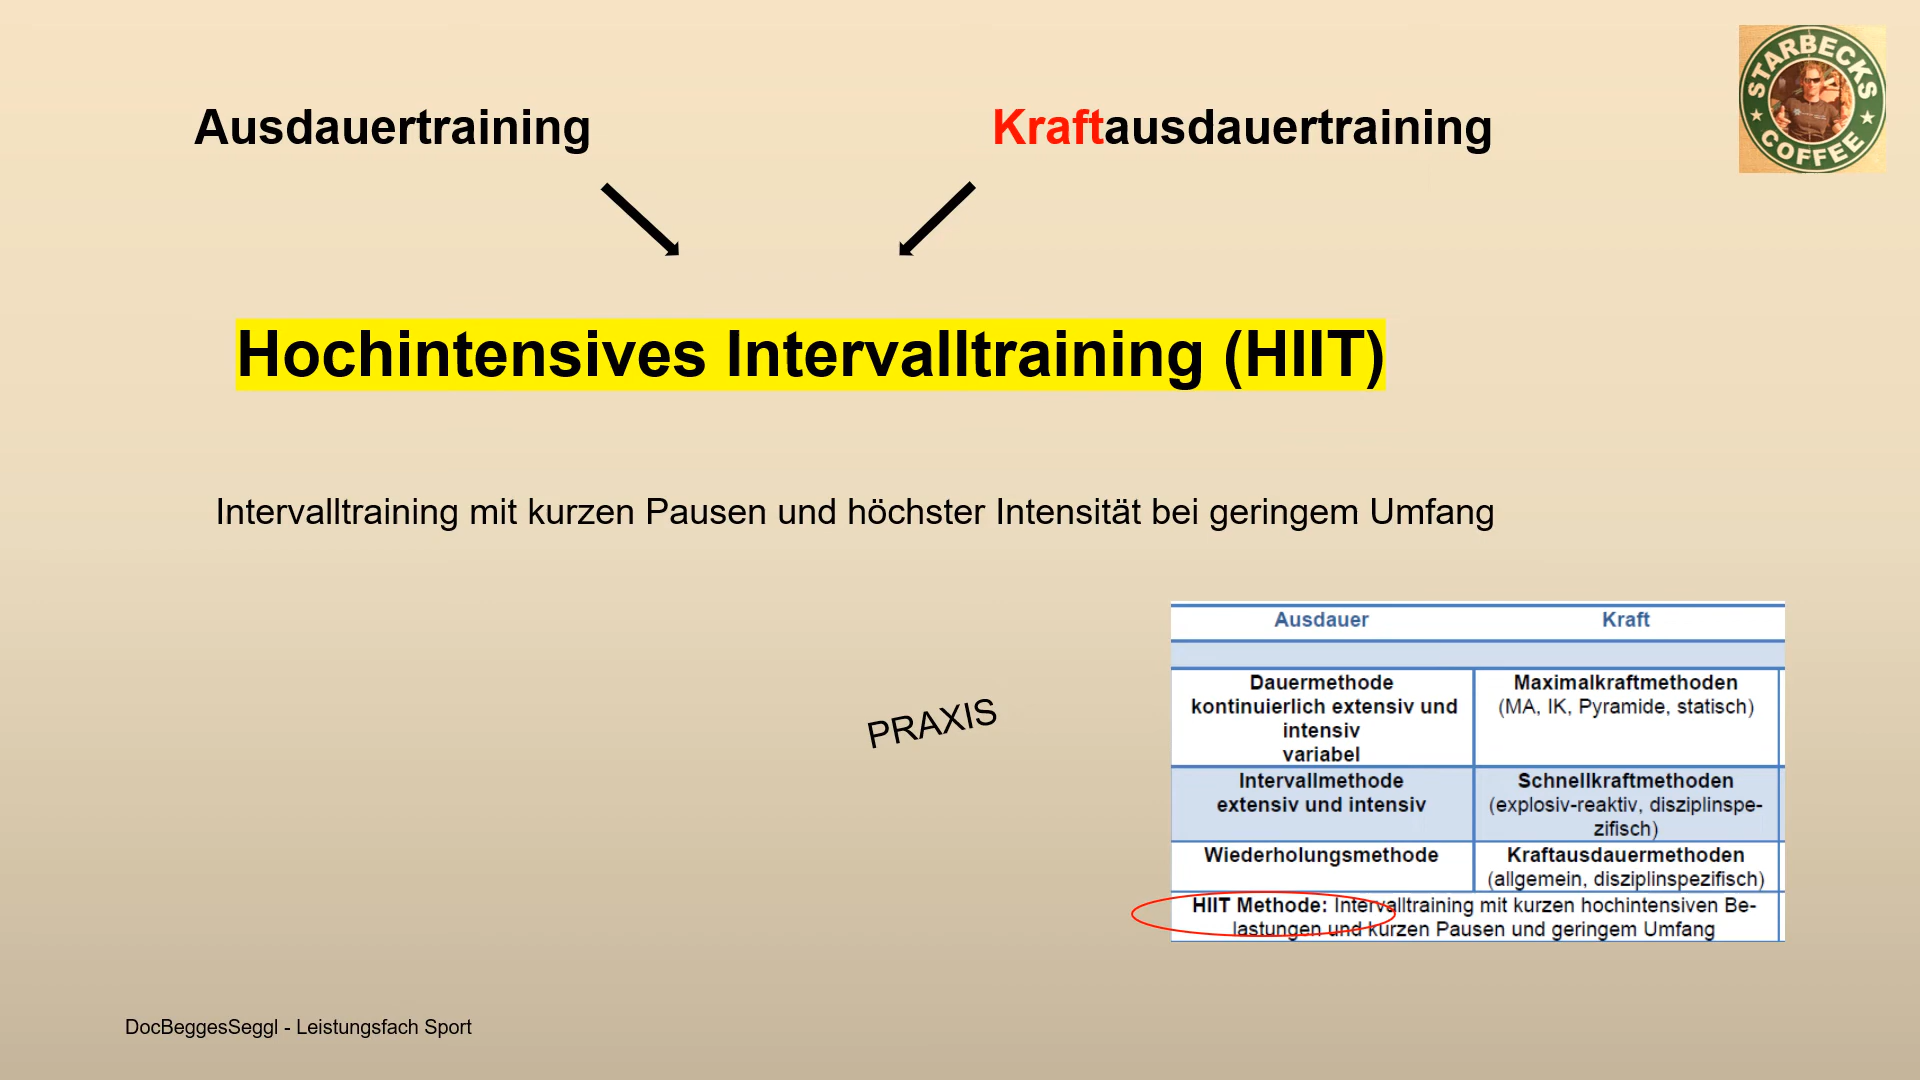 STARBECKS
COFFEE
Ausdauertraining
Kraftausdauertraining
Hochintensives Intervalltraining (HIIT)
Intervalltraining mit kurzen Pausen und höchster Intensität bei geringem Umfang
PRAXIS
Ausdauer Kraft
Dauermethode
kontinuierlich extensiv und
intensiv
variabel
Maximalkraftmethoden
(MA, IK, Pyramide, statisch)
Intervallmethode
extensiv und intensiv
Schnellkraftmethoden
(explosiv-reaktiv, disziplinspe-
zifisch)
Wiederholungsmethode
Kraftausdauermethoden
(allgemein, disziplinspezifisch)
HIIT Methode: Intervalltraining mit kurzen hochintensiven Be-
lastungen und kurzen Pausen und geringem Umfang
DocBeggesSeggl - Leistungsfach Sport